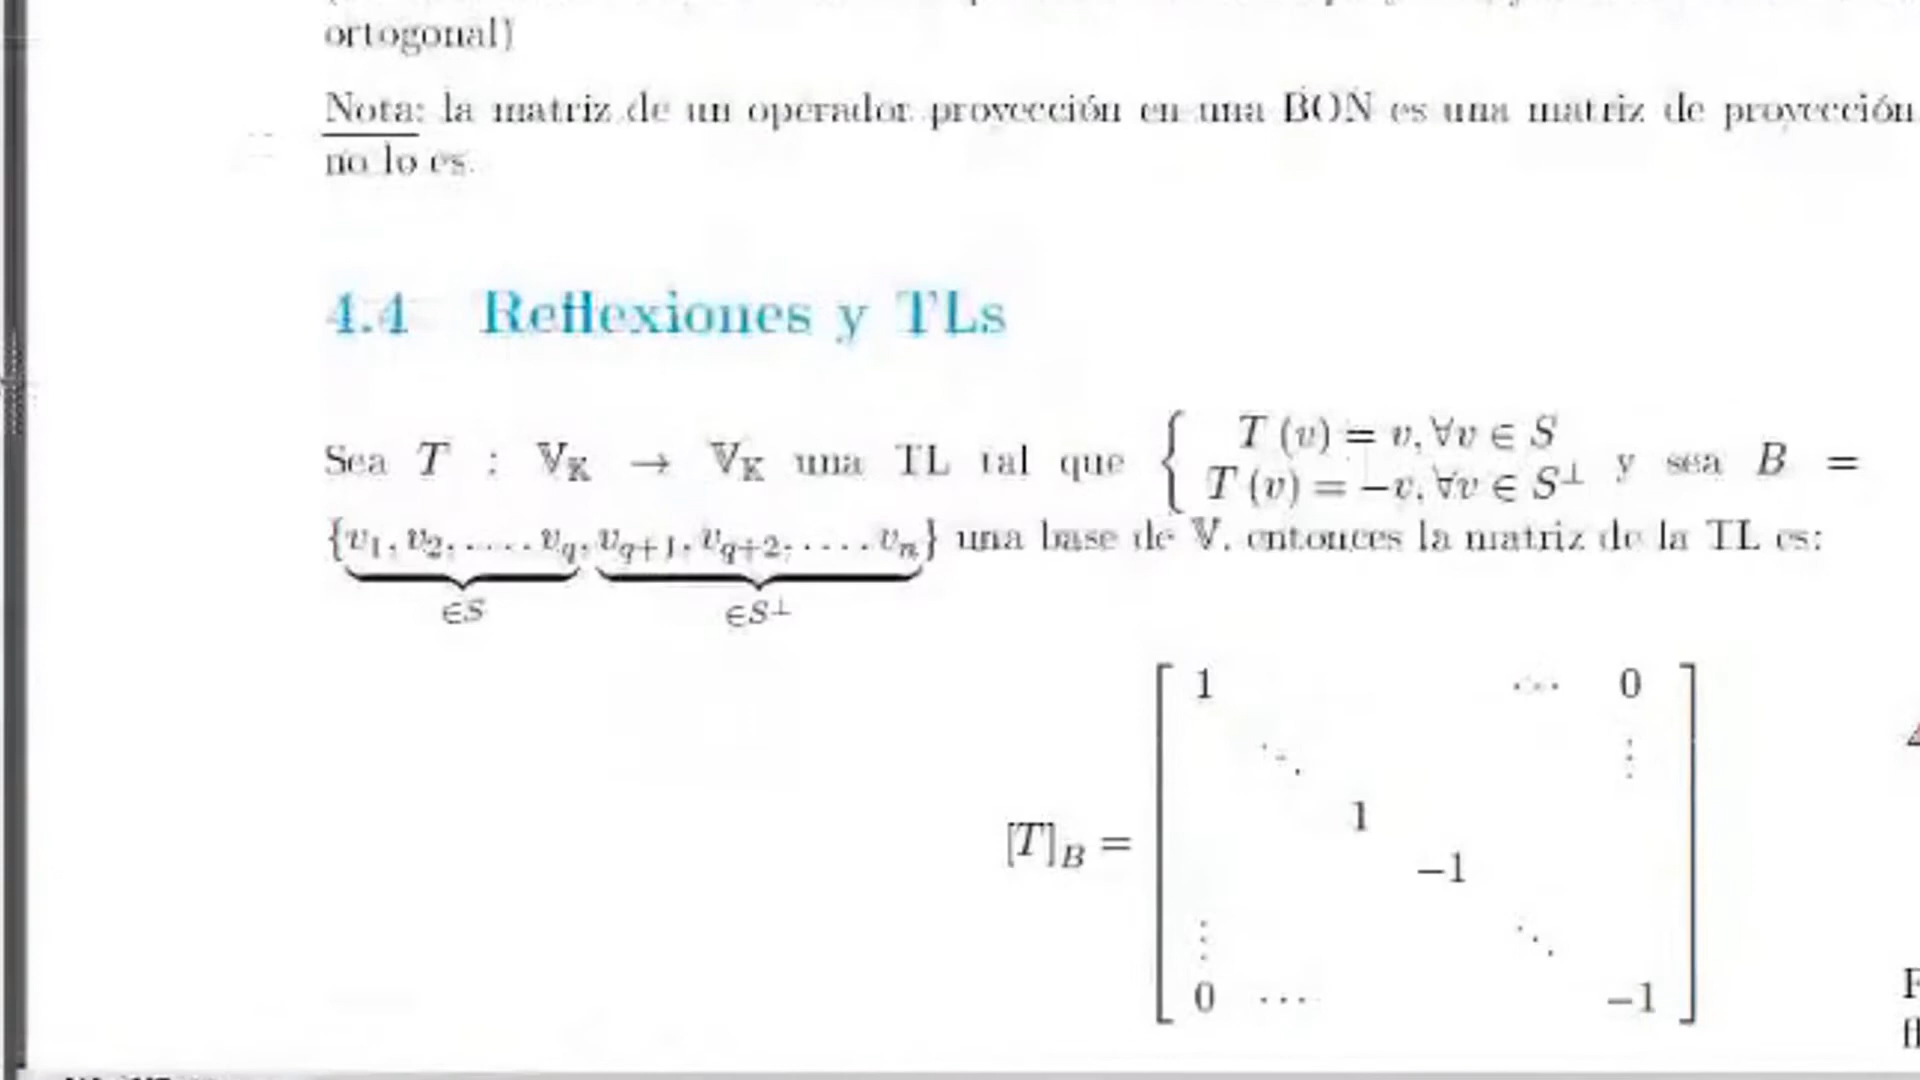 ortogonal)
Nota: la matriz de un operador proyección en una BON es una matriz de proyección
no lo es.
4.4 Reflexiones y TLs
Sea T : 𝕍_𝕂 → 𝕍_𝕂 una TL tal que { T (v) = v, ∀v ∈ S
T (v) = −v, ∀v ∈ S^⊥ y sea B =
{v_1, v_2, …, v_q, v_{q+1}, v_{q+2}, …, v_n} una base de 𝕍, entonces la matriz de la TL es:
∈S ∈S^⊥
1 ⋯ 0
⋱ ⋮
1
[T]_B =
−1
⋮ ⋱
0 ⋯ −1